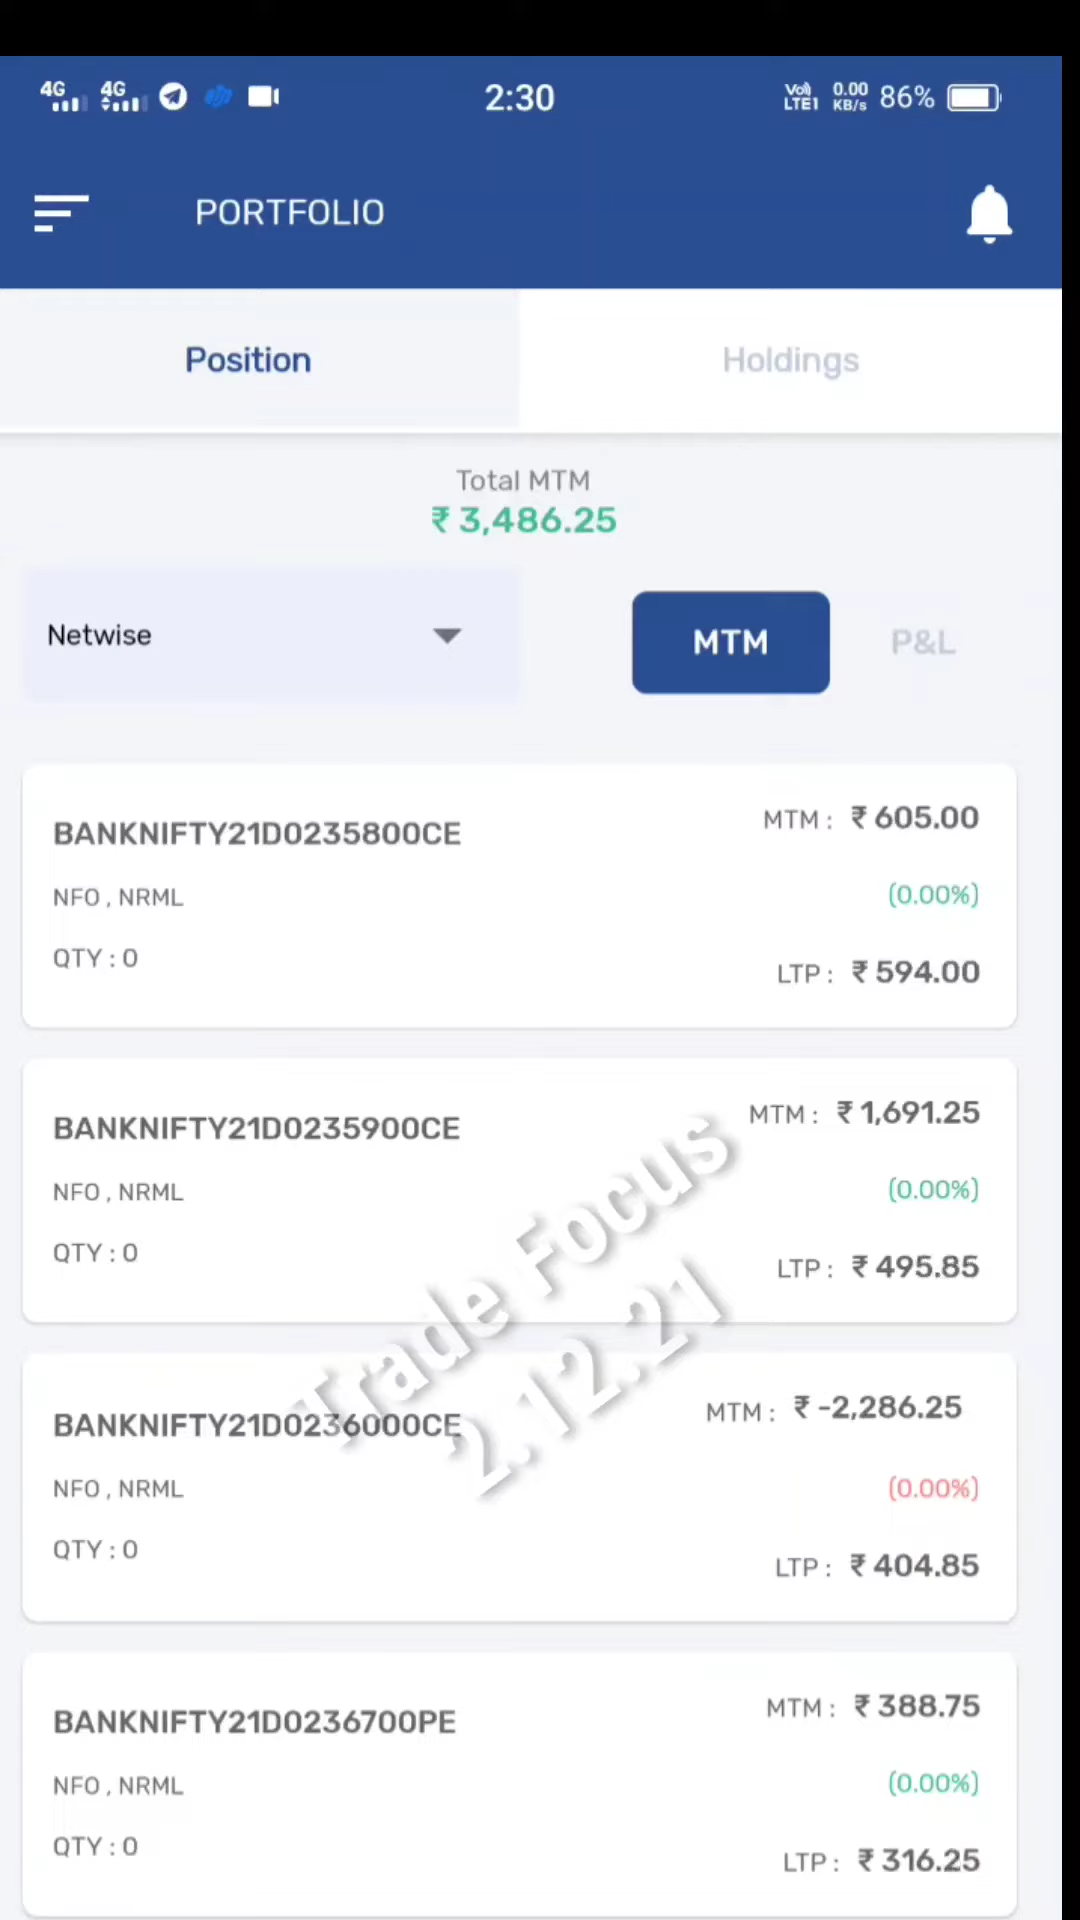 4G 4G 2:30 Vo) LTE1 0.00 KB/s 86%
PORTFOLIO
Position Holdings
Total MTM
₹ 3,486.25
Netwise MTM P&L
BANKNIFTY21D0235800CE MTM : ₹ 605.00
NFO , NRML (0.00%)
QTY : 0 LTP : ₹ 594.00
BANKNIFTY21D0235900CE MTM : ₹ 1,691.25
NFO , NRML (0.00%)
QTY : 0 LTP : ₹ 495.85
Trade Focus
2.12.21
BANKNIFTY21D0236000CE MTM : ₹ -2,286.25
NFO , NRML (0.00%)
QTY : 0 LTP : ₹ 404.85
BANKNIFTY21D0236700PE MTM : ₹ 388.75
NFO , NRML (0.00%)
QTY : 0 LTP : ₹ 316.25